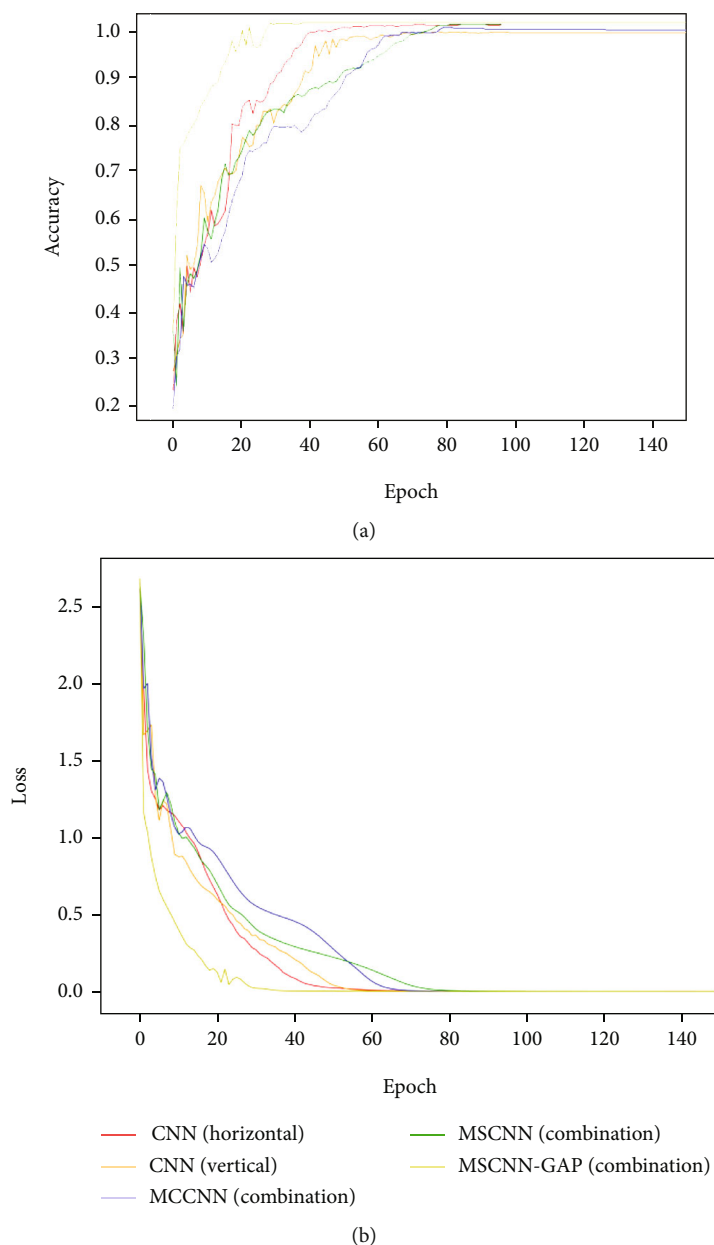 1.0
0.9
0.8
0.7
0.6
0.5
0.4
0.3
0.2
Accuracy
0 20 40 60 80 100 120 140
Epoch
(a)
2.5
2.0
1.5
1.0
0.5
0.0
Loss
0 20 40 60 80 100 120 140
Epoch
CNN (horizontal) MSCNN (combination)
CNN (vertical) MSCNN-GAP (combination)
MCCNN (combination)
(b)